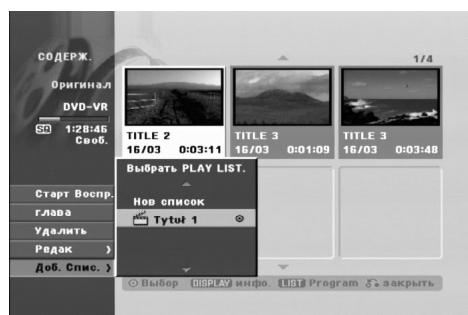 СОДЕРЖ.
1/4
Оригинал
DVD-VR
SQ 1:28:46
Своб.
TITLE 2
16/03 0:03:11
TITLE 3
16/03 0:01:09
TITLE 3
16/03 0:03:48
Выбрать PLAY LIST.
Нов список
Tytuł 1
Старт Воспр.
глава
Удалить
Редак
Доб. Спис.
Выбор DISPLAY инфо. LIST Program закрыть